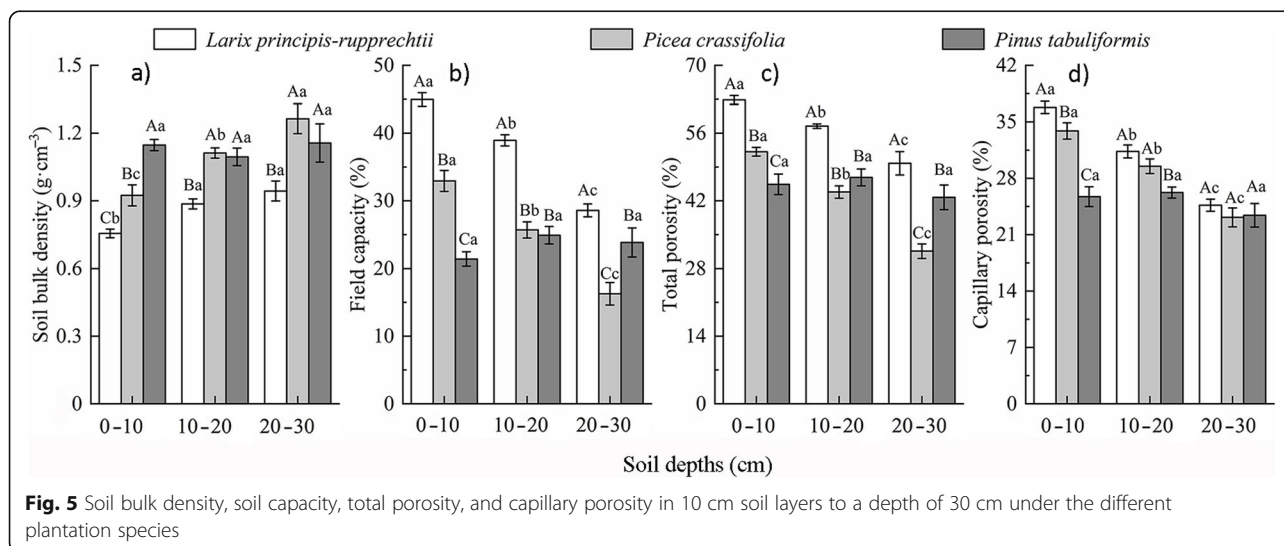 Larix principis-rupprechtii Picea crassifolia Pinus tabuliformis
a) b) c) d)
Soil bulk density (g·cm⁻³)
1.5
1.2
0.9
0.6
0.3
0
Cb Bc Aa Ba Ab Aa Ba Aa Aa
0–10 10–20 20–30
Field capacity (%)
50
40
30
20
10
0
Aa Ba Ca Ab Bb Ba Ac Cc Ab
0–10 10–20 20–30
Total porosity (%)
70
56
42
28
14
0
Aa Ba Ca Ab Bb Ba Ac Cc Ba
0–10 10–20 20–30
Capillary porosity (%)
42
35
28
21
14
7
0
Aa Ba Ca Ab Ab Ba Ac Ac Aa
0–10 10–20 20–30
Soil depths (cm)
Fig. 5 Soil bulk density, soil capacity, total porosity, and capillary porosity in 10 cm soil layers to a depth of 30 cm under the different
plantation species